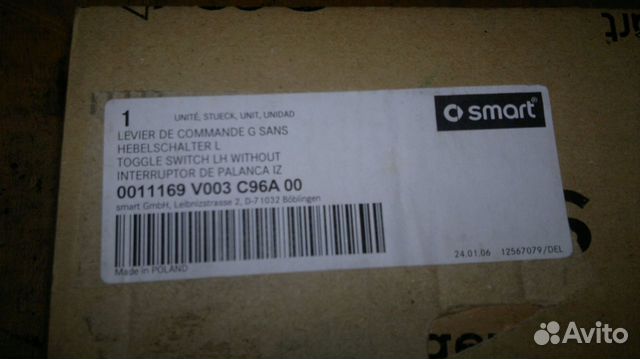 smart
1 UNITÉ, STUECK, UNIT, UNIDAD
LEVIER DE COMMANDE G SANS
HEBELSCHALTER L
TOGGLE SWITCH LH WITHOUT
INTERRUPTOR DE PALANCA IZ
0011169 V003 C96A 00
smart GmbH, Leibnizstrasse 2, D-71032 Böblingen
Made in POLAND
24.01.06 12567079/DEL
Avito